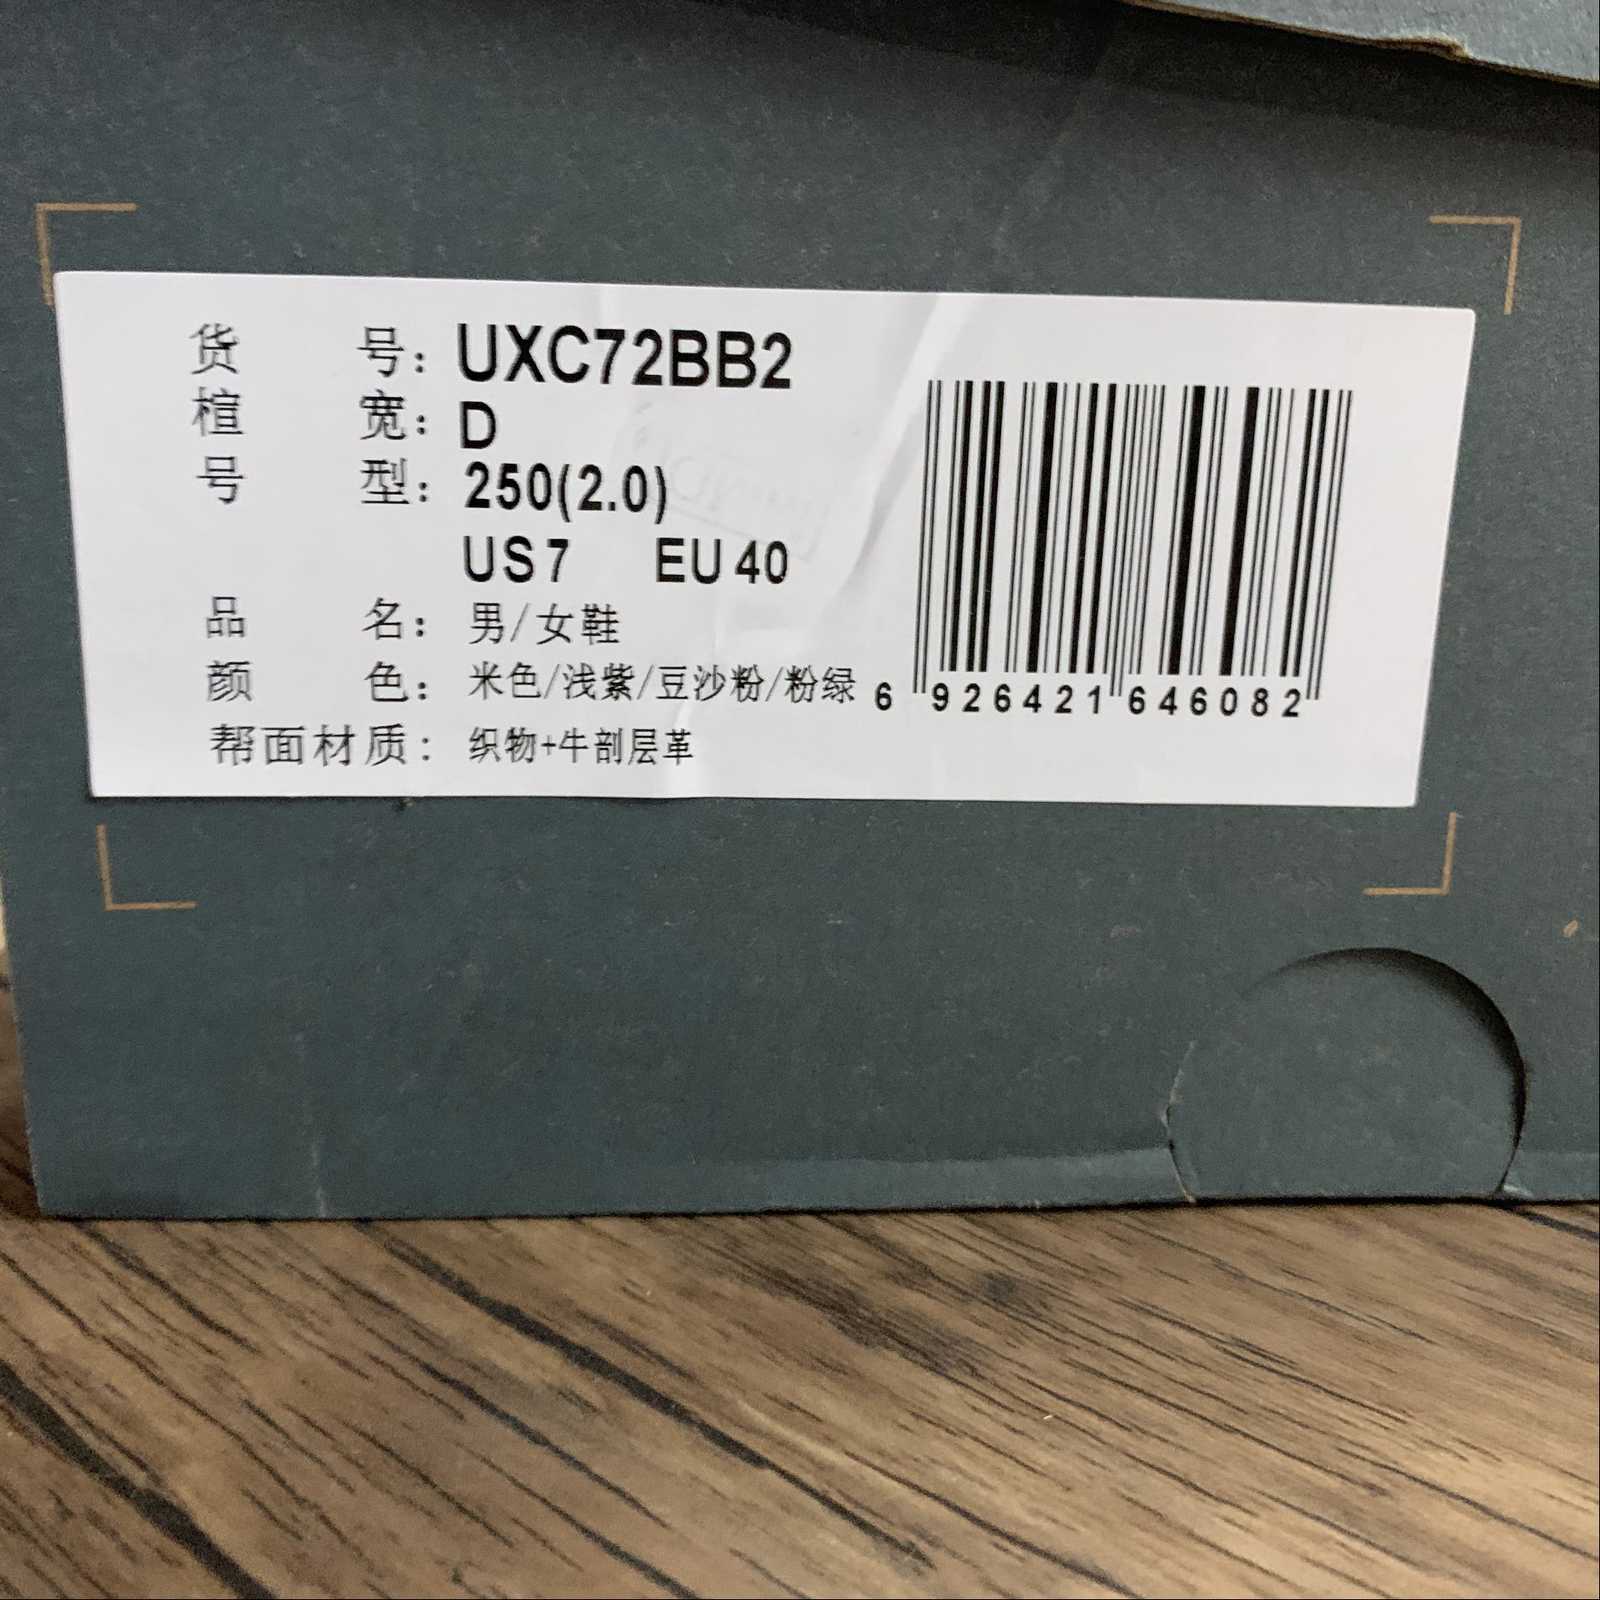 货号：UXC72BB2
楦宽：D
号型：250(2.0)
US 7 EU 40
品名：男/女鞋
颜色：米色/浅紫/豆沙粉/粉绿
帮面材质：织物+牛剖层革
6 926421 646082